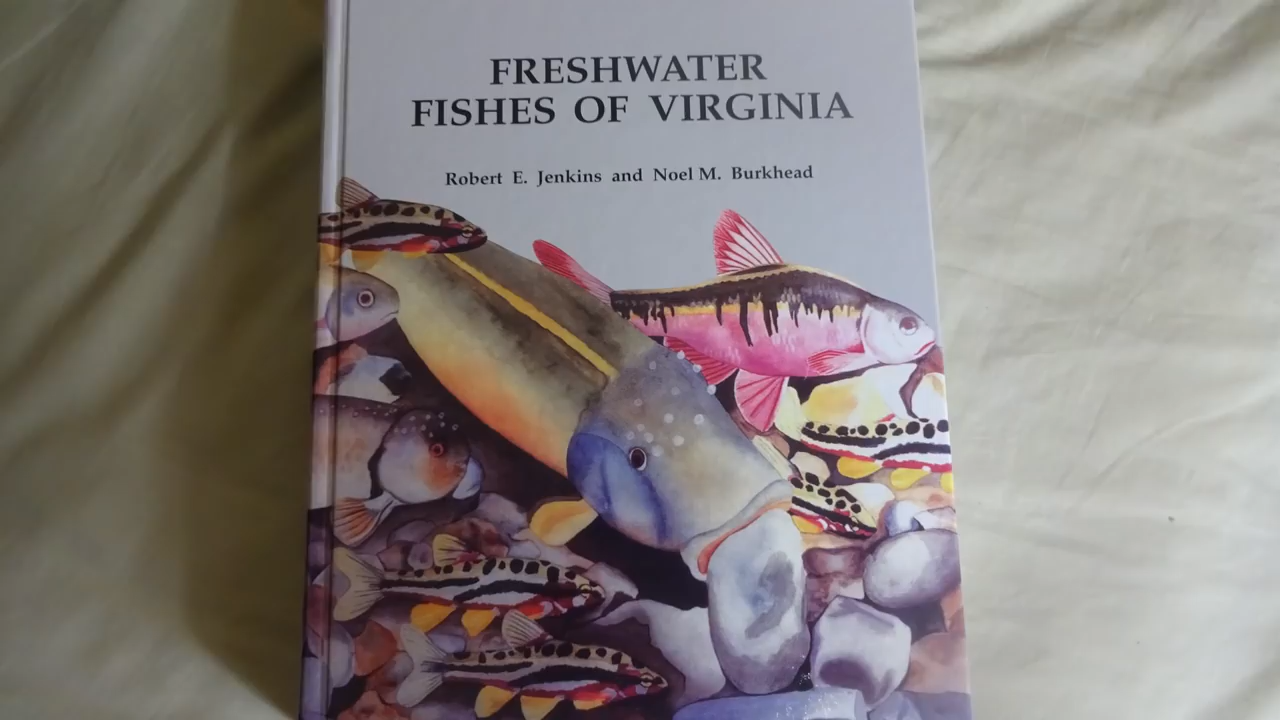 FRESHWATER
FISHES OF VIRGINIA
Robert E. Jenkins and Noel M. Burkhead